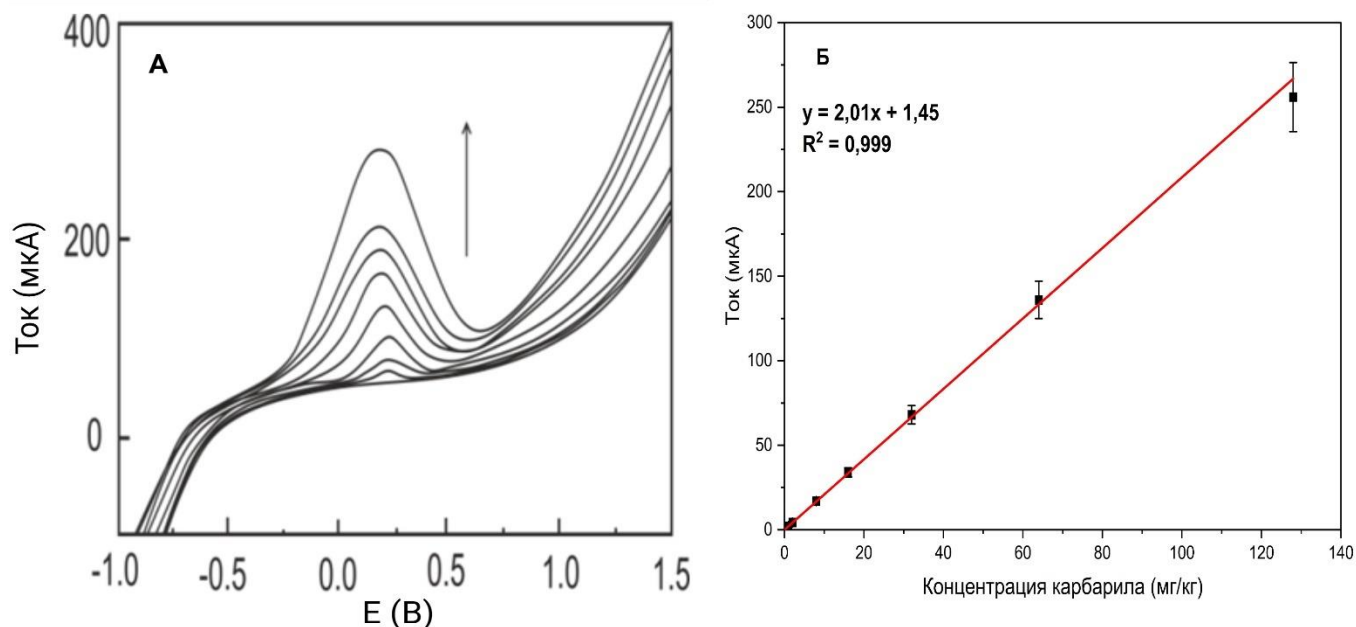 А
400
200
0
Ток (мкА)
-1.0 -0.5 0.0 0.5 1.0 1.5
E (В)
Б
y = 2,01x + 1,45
R² = 0,999
300
250
200
150
100
50
0
Ток (мкА)
0 20 40 60 80 100 120 140
Концентрация карбарила (мг/кг)